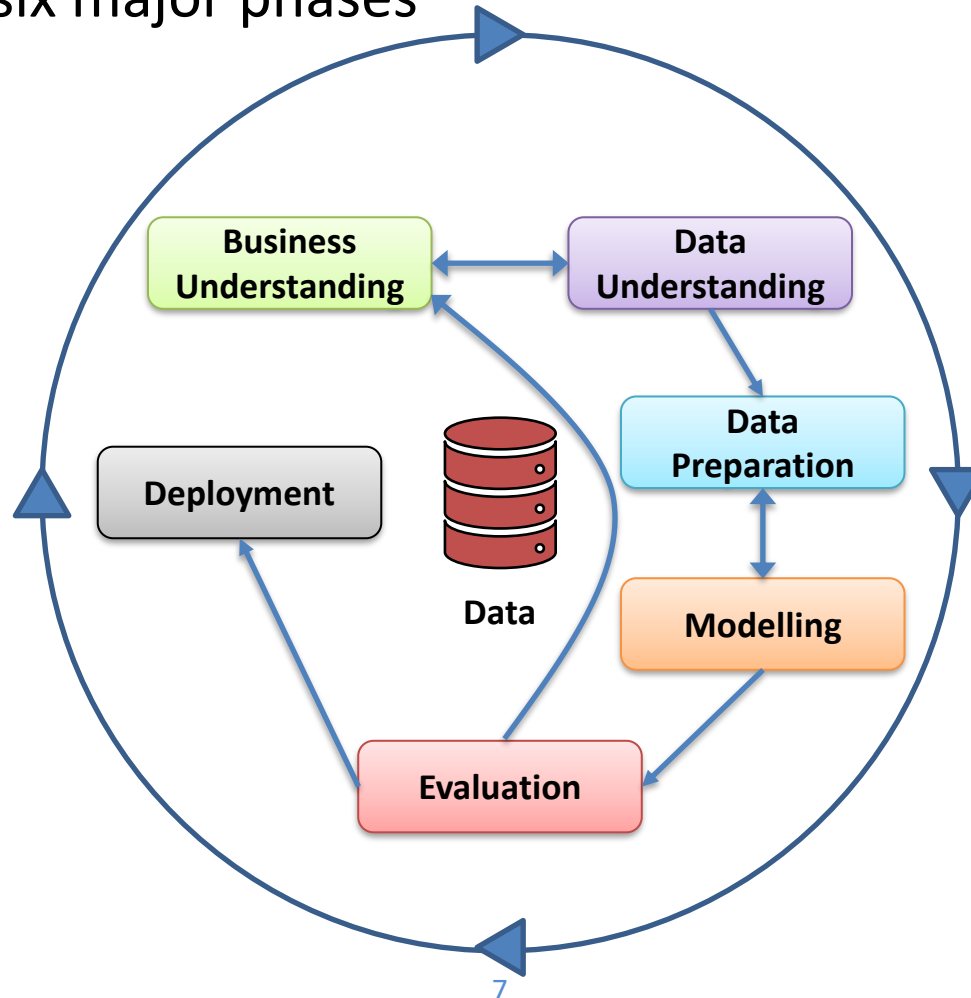 six major phases
Business
Understanding
Data
Understanding
Data
Preparation
Deployment
Data
Modelling
Evaluation
7